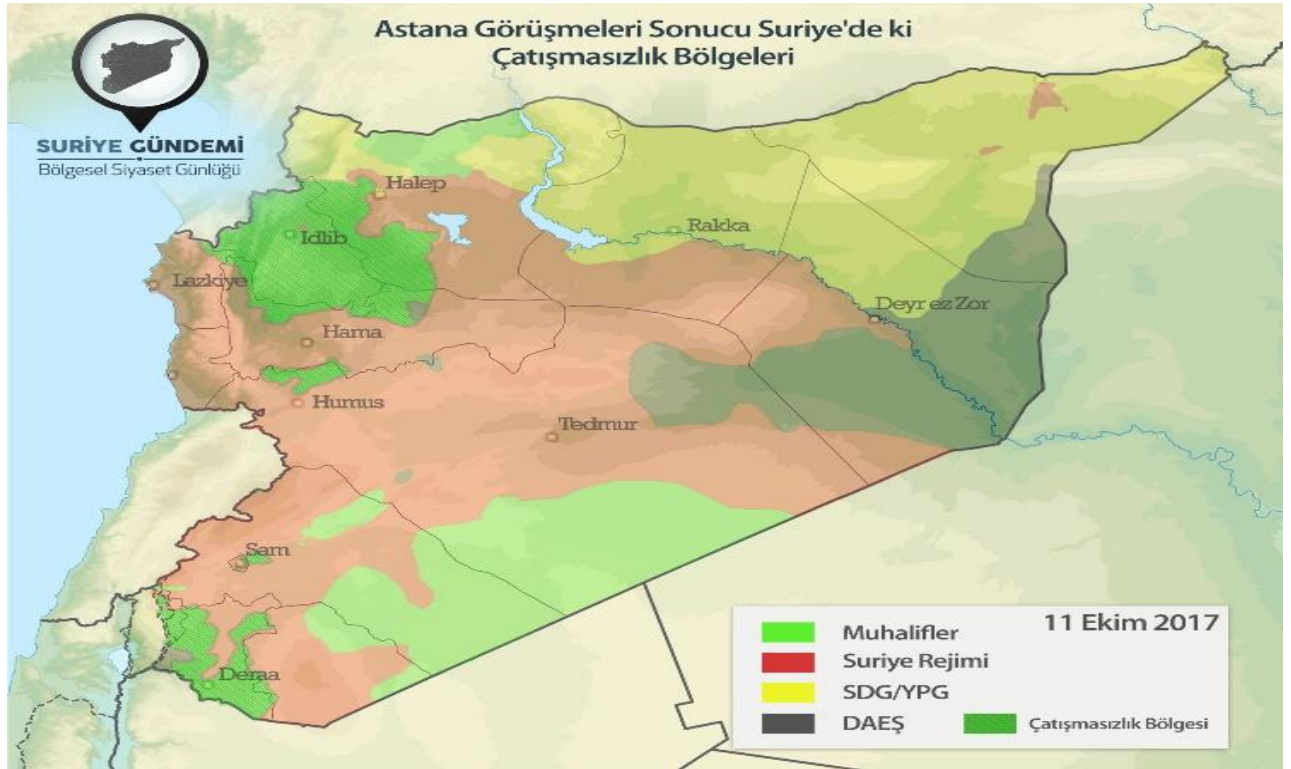 Astana Görüşmeleri Sonucu Suriye'de ki
Çatışmasızlık Bölgeleri
SURİYE GÜNDEMİ
Bölgesel Siyaset Günlüğü
Halep
Idlib
Rakka
Lazkiye
Deyr ez Zor
Hama
Humus
Tedmur
Sam
Deraa
11 Ekim 2017
Muhalifler
Suriye Rejimi
SDG/YPG
DAEŞ
Çatışmasızlık Bölgesi